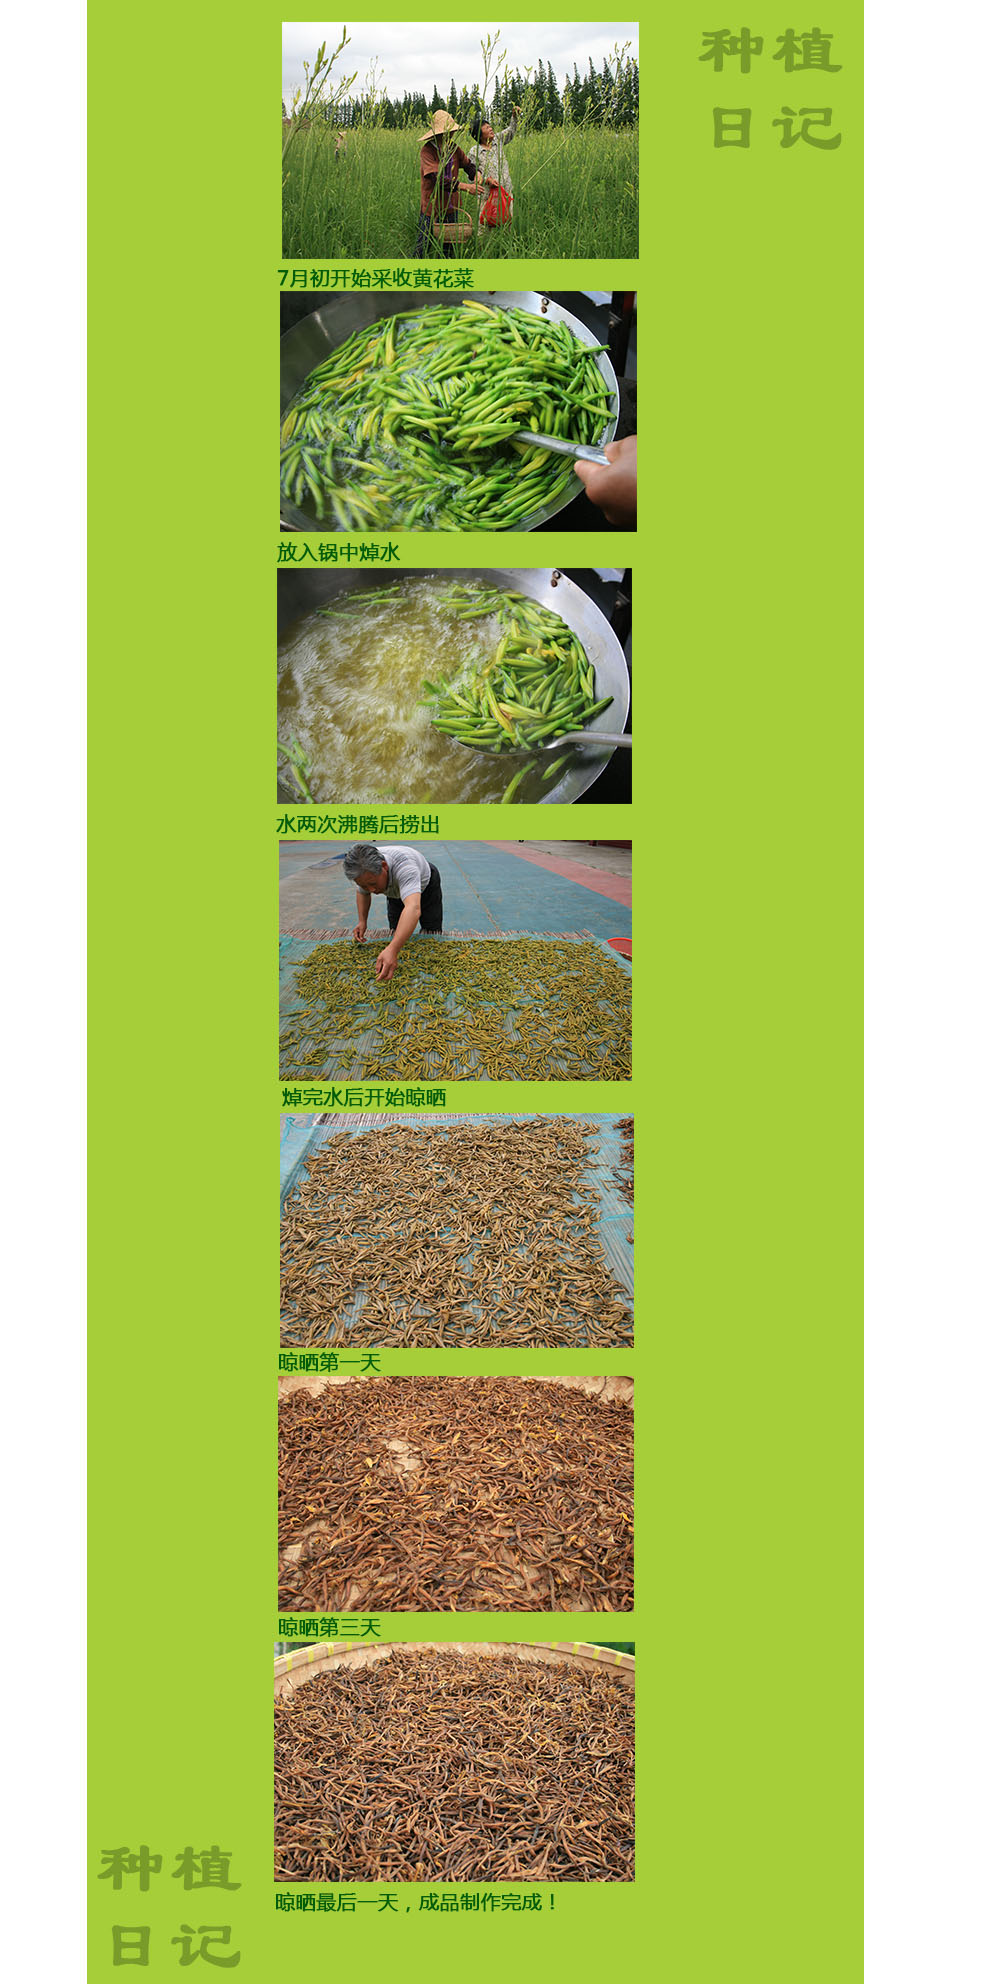 种植
日记
7月初开始采收黄花菜
放入锅中焯水
水两次沸腾后捞出
焯完水后开始晾晒
晾晒第一天
晾晒第三天
晾晒最后一天，成品制作完成！
种植
日记